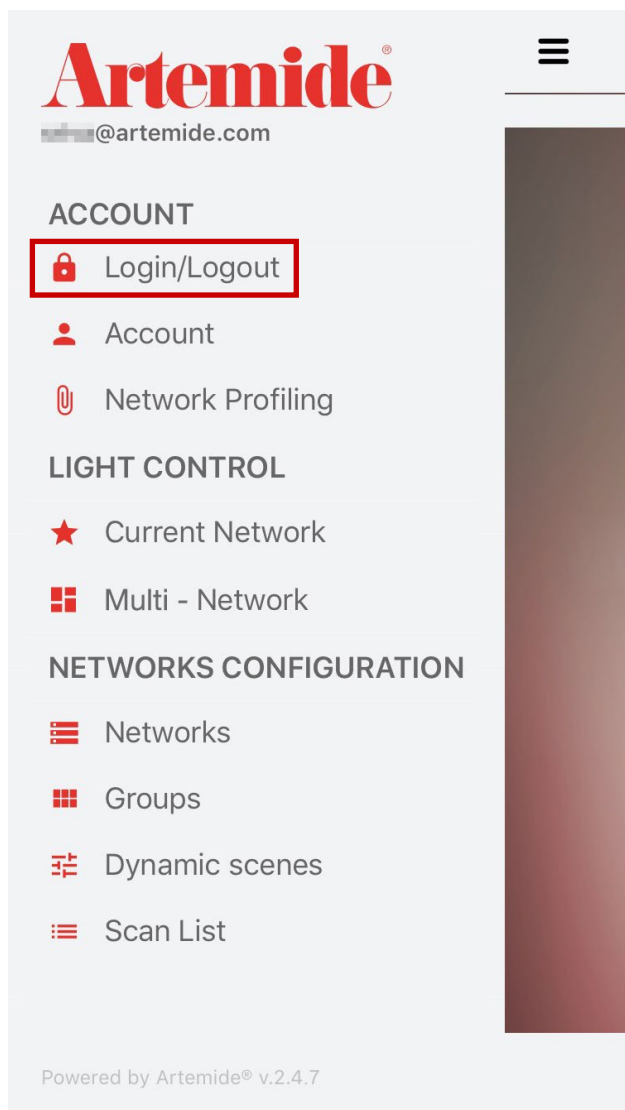 Artemide®
@artemide.com
ACCOUNT
Login/Logout
Account
Network Profiling
LIGHT CONTROL
Current Network
Multi - Network
NETWORKS CONFIGURATION
Networks
Groups
Dynamic scenes
Scan List
Powered by Artemide® v.2.4.7